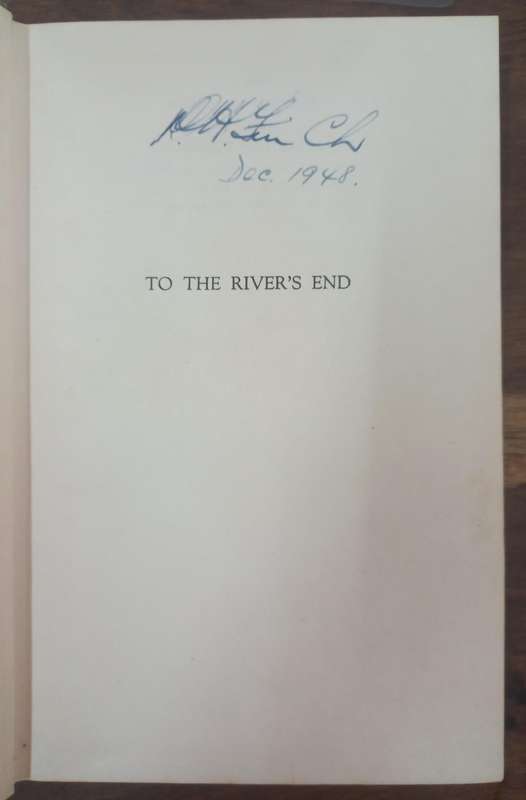 Dec. 1948.
TO THE RIVER'S END